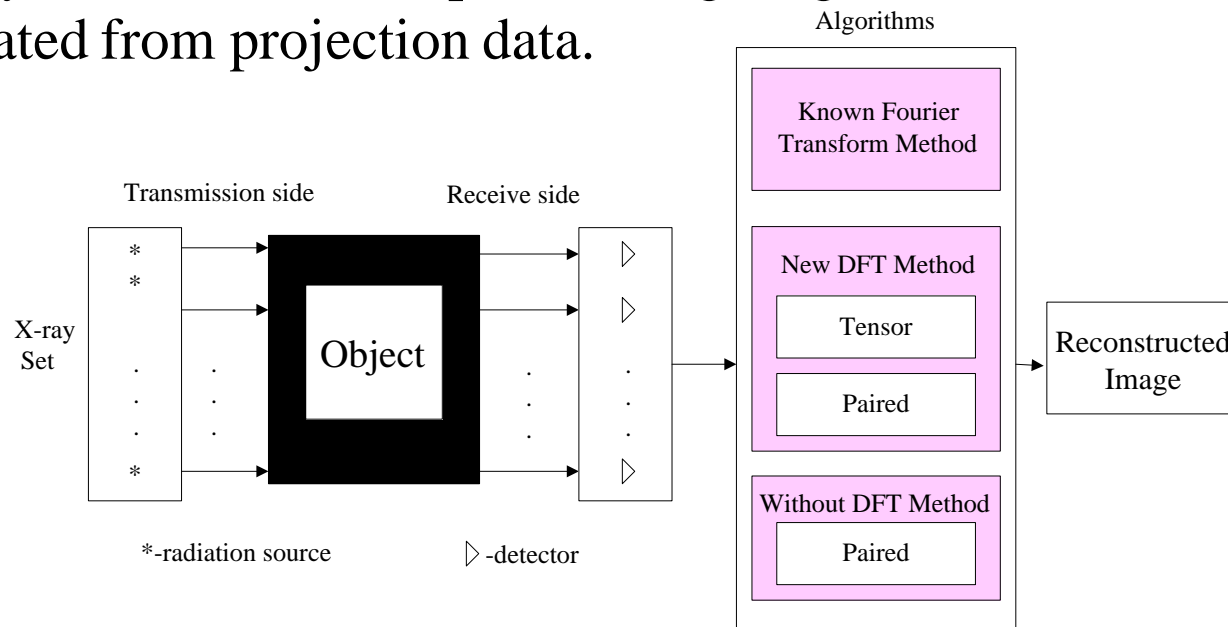 ated from projection data.
Algorithms
Known Fourier
Transform Method
Transmission side
Receive side
*
*
New DFT Method
Tensor
X-ray
Set
Object
Reconstructed
Image
Paired
*
Without DFT Method
Paired
*-radiation source
-detector